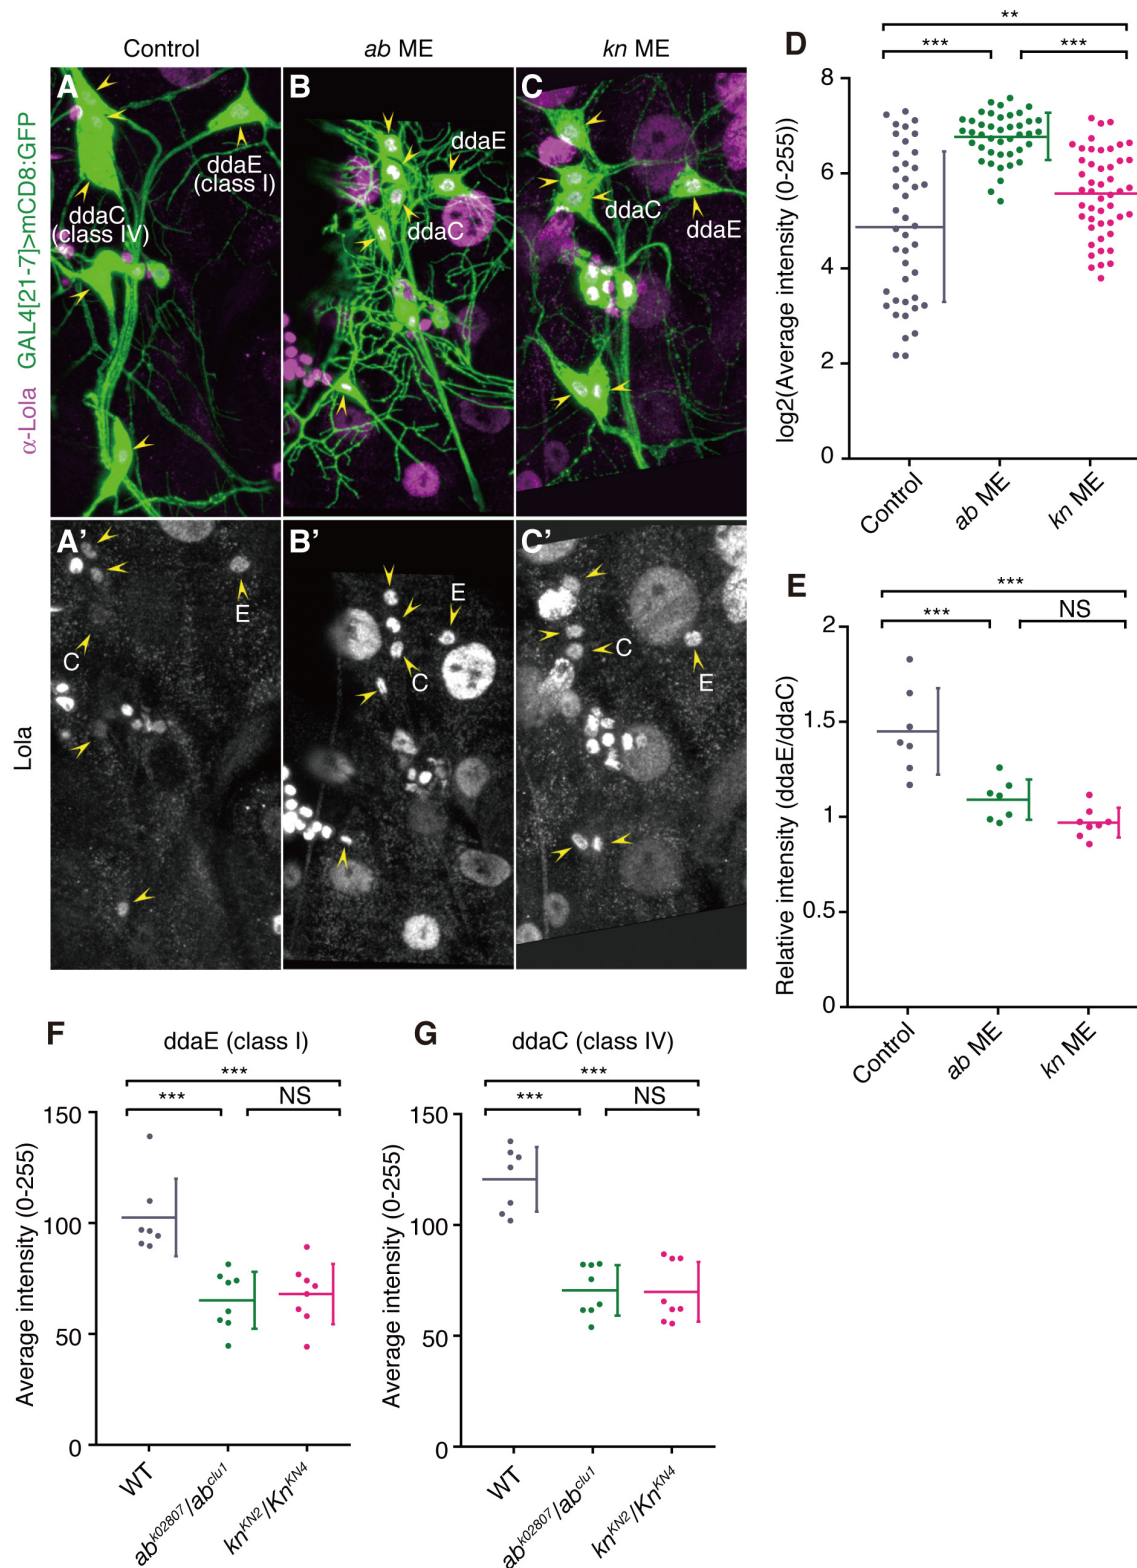 Control
ab ME
kn ME
α-Lola GAL4[21-7]>mCD8:GFP
A
ddaE
(class I)
ddaC
(class IV)
B
ddaE
ddaC
C
ddaC
ddaE
Lola
A'
E
C
B'
E
C
C'
C
E
D
**
*** ***
log2(Average intensity (0-255))
8
6
4
2
0
Control
ab ME
kn ME
E
***
*** NS
Relative intensity (ddaE/ddaC)
2
1.5
1
0.5
0
Control
ab ME
kn ME
F
ddaE (class I)
***
*** NS
Average intensity (0-255)
150
100
50
0
WT
ab^k02807/ab^clu1
kn^KN2/Kn^KN4
G
ddaC (class IV)
***
*** NS
Average intensity (0-255)
150
100
50
0
WT
ab^k02807/ab^clu1
kn^KN2/Kn^KN4